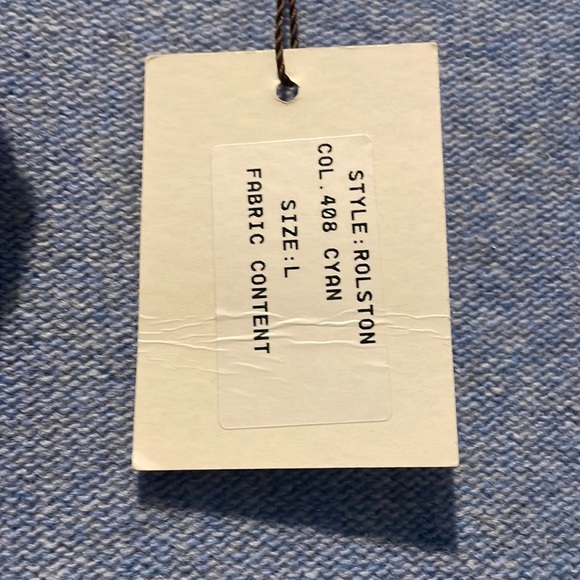 STYLE:ROLSTON
COL.408 CYAN
SIZE:L
FABRIC CONTENT